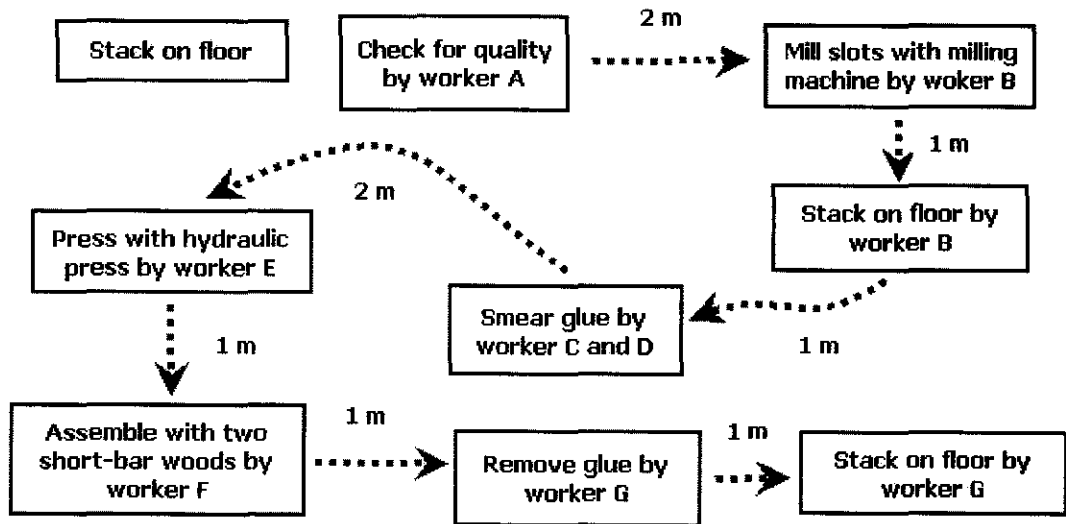 Stack on floor
Check for quality
by worker A
2 m
Mill slots with milling
machine by woker B
1 m
Stack on floor by
worker B
1 m
Smear glue by
worker C and D
2 m
Press with hydraulic
press by worker E
1 m
Assemble with two
short-bar woods by
worker F
1 m
Remove glue by
worker G
1 m
Stack on floor by
worker G